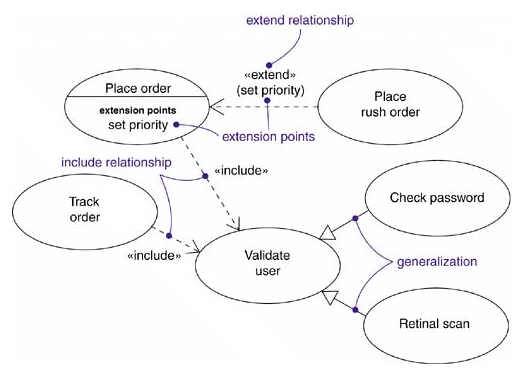 extend relationship
«extend»
(set priority)
Place order
extension points
set priority
Place
rush order
extension points
include relationship
«include»
Check password
Track
order
«include»
Validate
user
generalization
Retinal scan